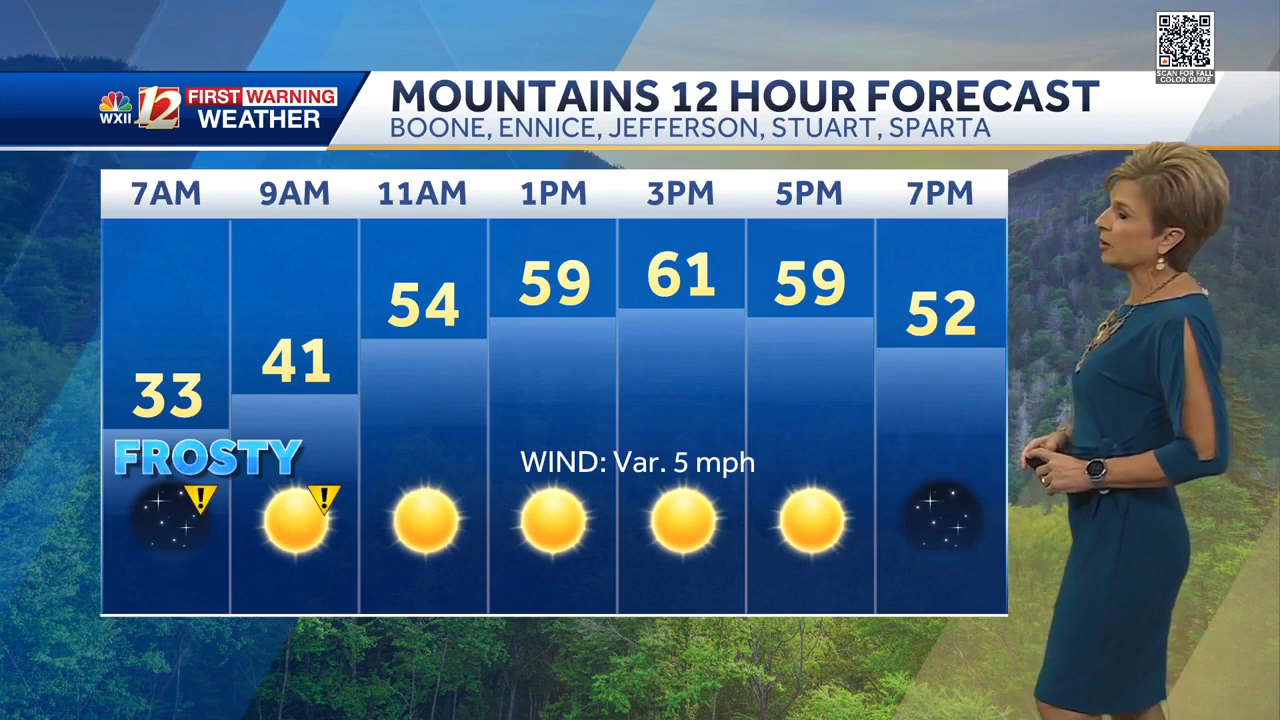 SCAN FOR FALL
COLOR GUIDE
WXII 12 FIRST WARNING
WEATHER
MOUNTAINS 12 HOUR FORECAST
BOONE, ENNICE, JEFFERSON, STUART, SPARTA
7AM 9AM 11AM 1PM 3PM 5PM 7PM
33 41 54 59 61 59 52
FROSTY
WIND: Var. 5 mph
! !